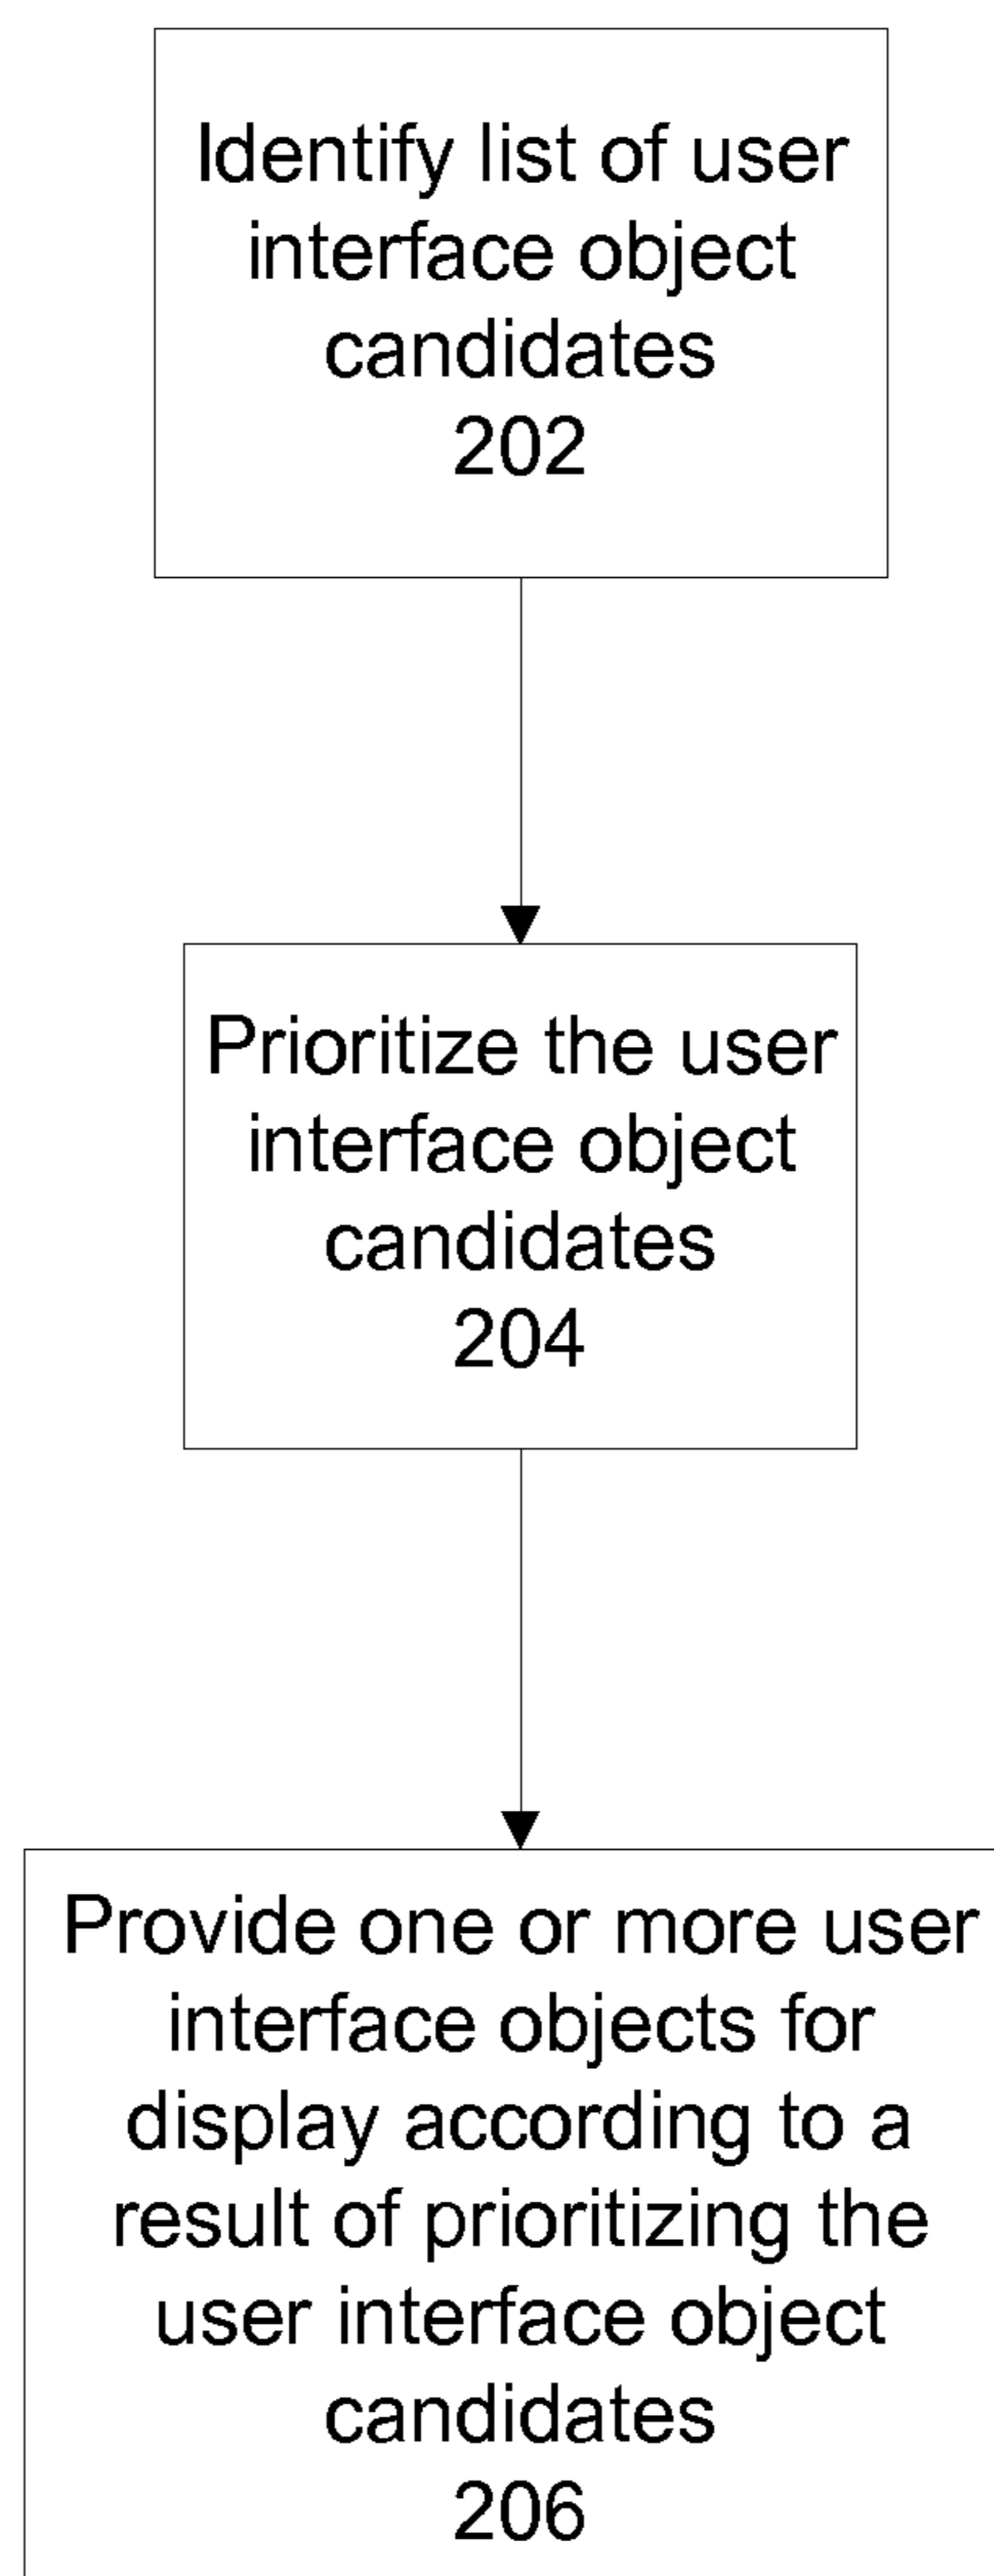 Identify list of user
interface object
candidates
202
Prioritize the user
interface object
candidates
204
Provide one or more user
interface objects for
display according to a
result of prioritizing the
user interface object
candidates
206